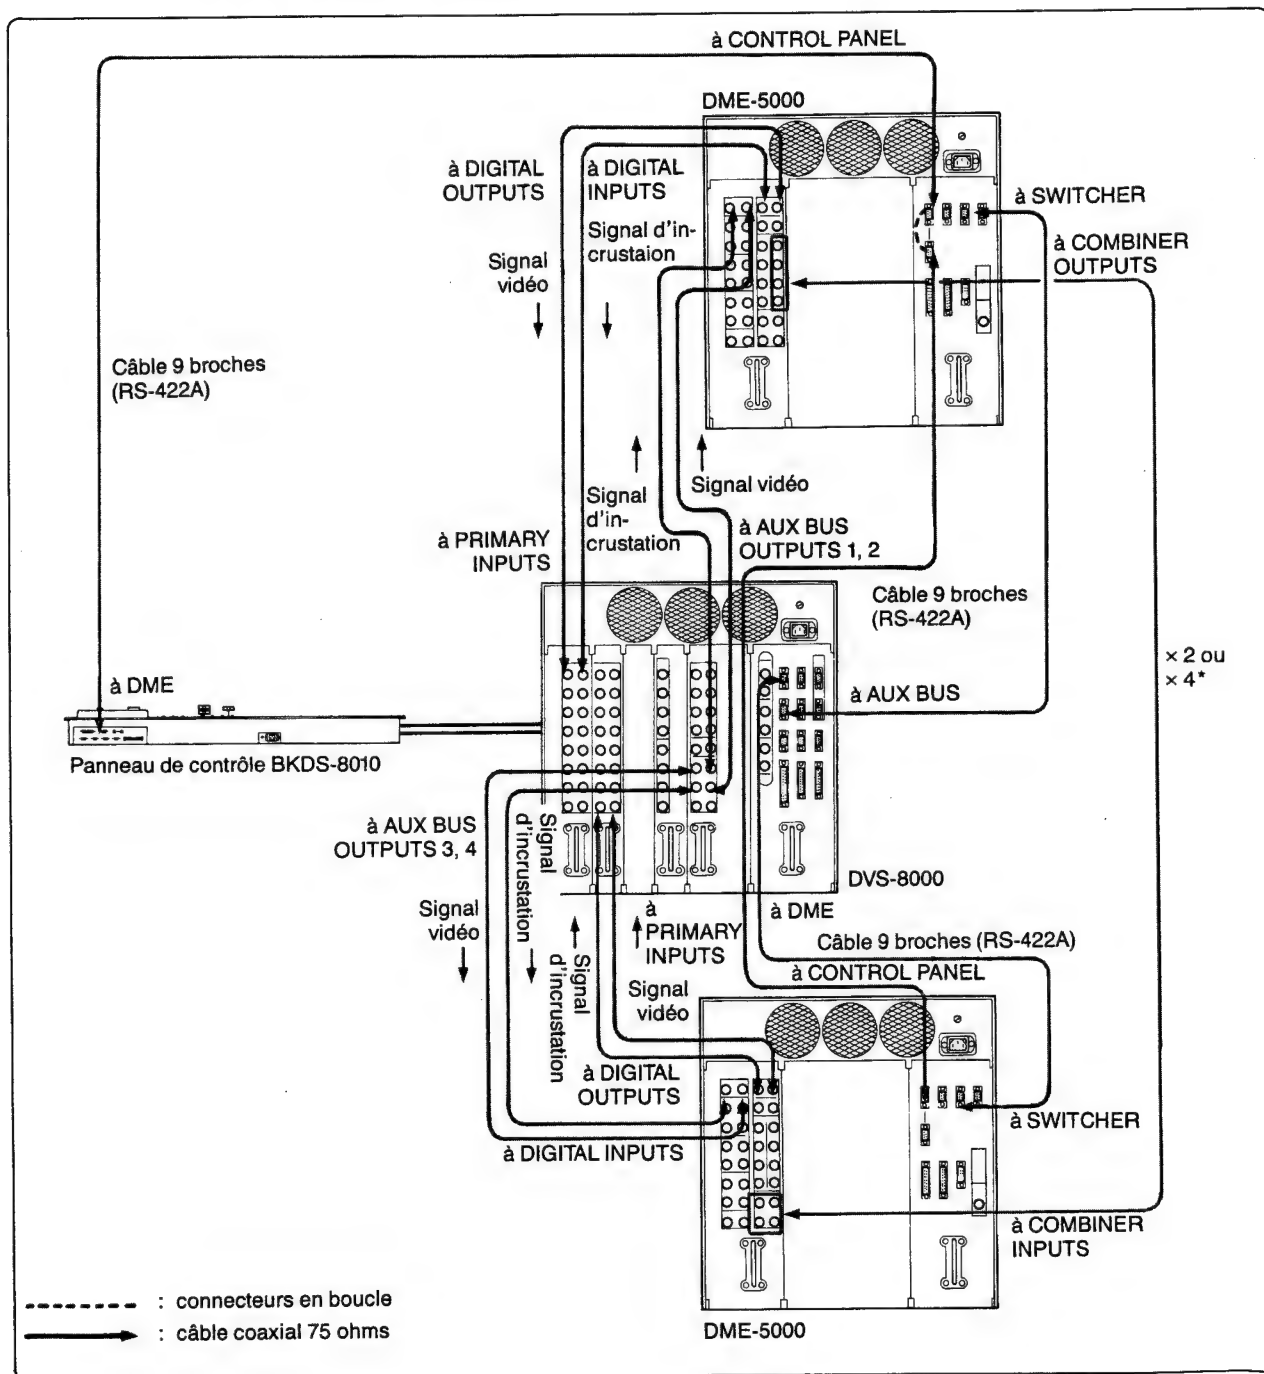 à CONTROL PANEL
DME-5000
à DIGITAL
OUTPUTS
à DIGITAL
INPUTS
Signal d'in-
crustaion
Signal
vidéo
à SWITCHER
à COMBINER
OUTPUTS
Câble 9 broches
(RS-422A)
Signal vidéo
Signal
d'in-
crustation
à PRIMARY
INPUTS
à AUX BUS
OUTPUTS 1, 2
Câble 9 broches
(RS-422A)
× 2 ou
× 4*
à DME
à AUX BUS
Panneau de contrôle BKDS-8010
à AUX BUS
OUTPUTS 3, 4
Signal
d'incrustation
DVS-8000
Signal
vidéo
à
PRIMARY
INPUTS
à DME
Câble 9 broches (RS-422A)
Signal
d'incrustation
Signal
vidéo
à CONTROL PANEL
à DIGITAL
OUTPUTS
à SWITCHER
à DIGITAL INPUTS
à COMBINER
INPUTS
: connecteurs en boucle
: câble coaxial 75 ohms
DME-5000